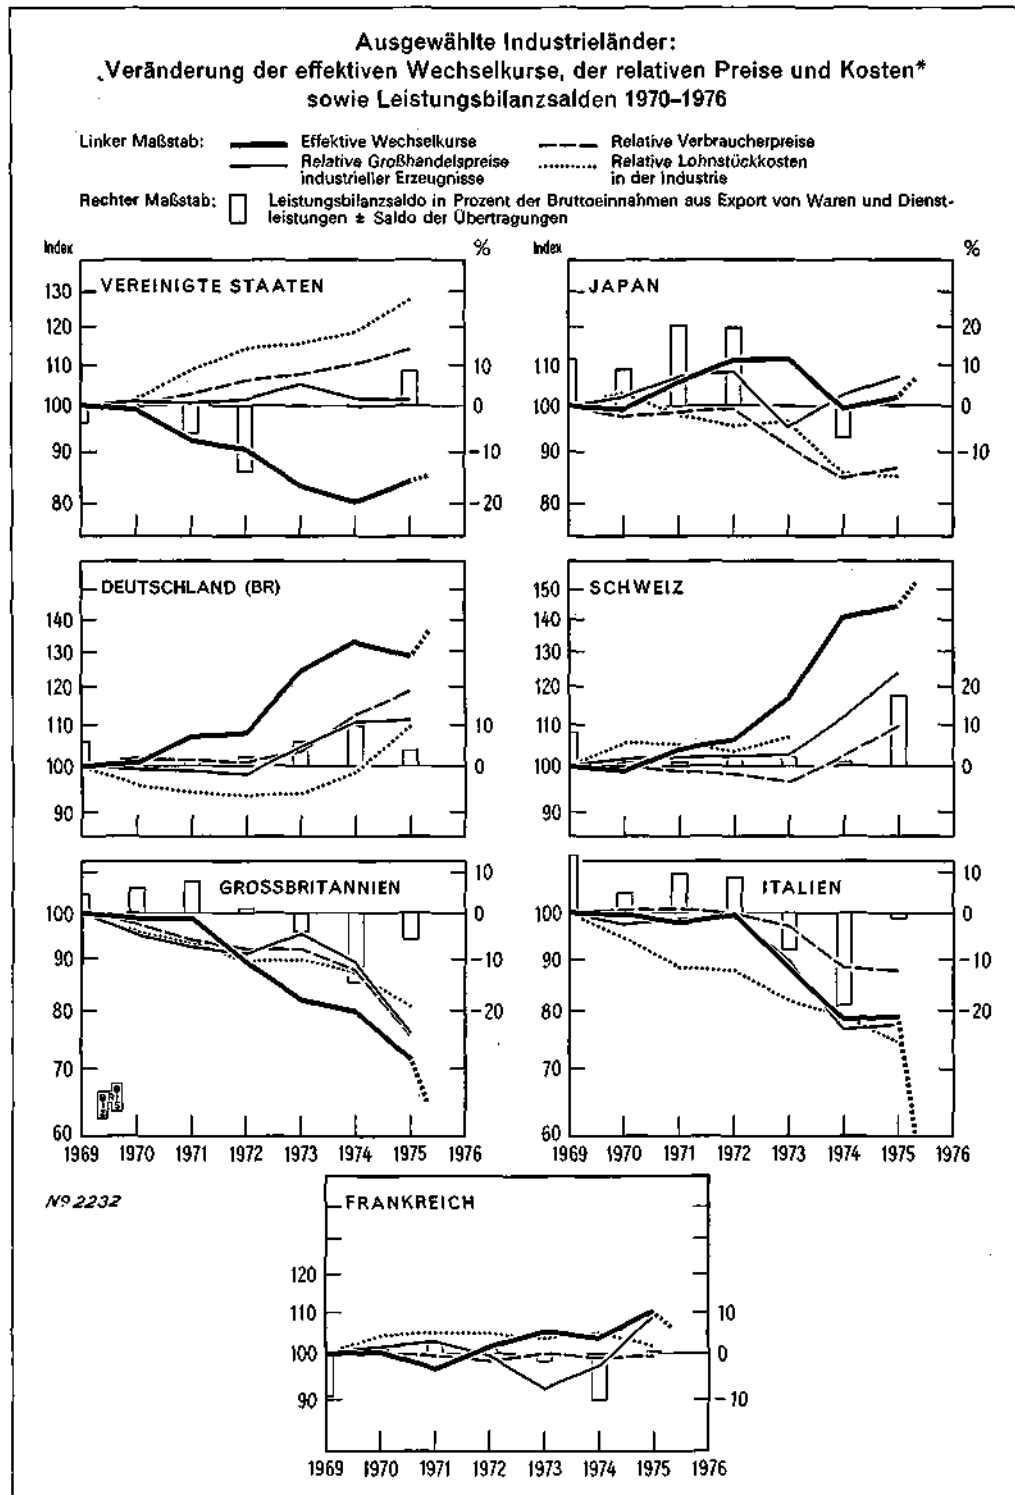 Ausgewählte Industrieländer:
Veränderung der effektiven Wechselkurse, der relativen Preise und Kosten*
sowie Leistungsbilanzsalden 1970–1976
Linker Maßstab: Effektive Wechselkurse Relative Verbraucherpreise
Relative Großhandelspreise industrieller Erzeugnisse Relative Lohnstückkosten in der Industrie
Rechter Maßstab: Leistungsbilanzsaldo in Prozent der Bruttoeinnahmen aus Export von Waren und Dienst-
leistungen ± Saldo der Übertragungen
Index % Index %
VEREINIGTE STAATEN
130
120
110
100
90
80
10
0
-10
-20
JAPAN
110
100
90
80
20
10
0
-10
DEUTSCHLAND (BR)
140
130
120
110
100
90
10
0
SCHWEIZ
150
140
130
120
110
100
90
20
10
0
GROSSBRITANNIEN
100
90
80
70
60
10
0
-10
-20
BIZ
BRI
1969 1970 1971 1972 1973 1974 1975 1976
ITALIEN
100
90
80
70
60
10
0
-10
-20
1969 1970 1971 1972 1973 1974 1975 1976
Nº 2232
FRANKREICH
120
110
100
90
10
0
-10
1969 1970 1971 1972 1973 1974 1975 1976